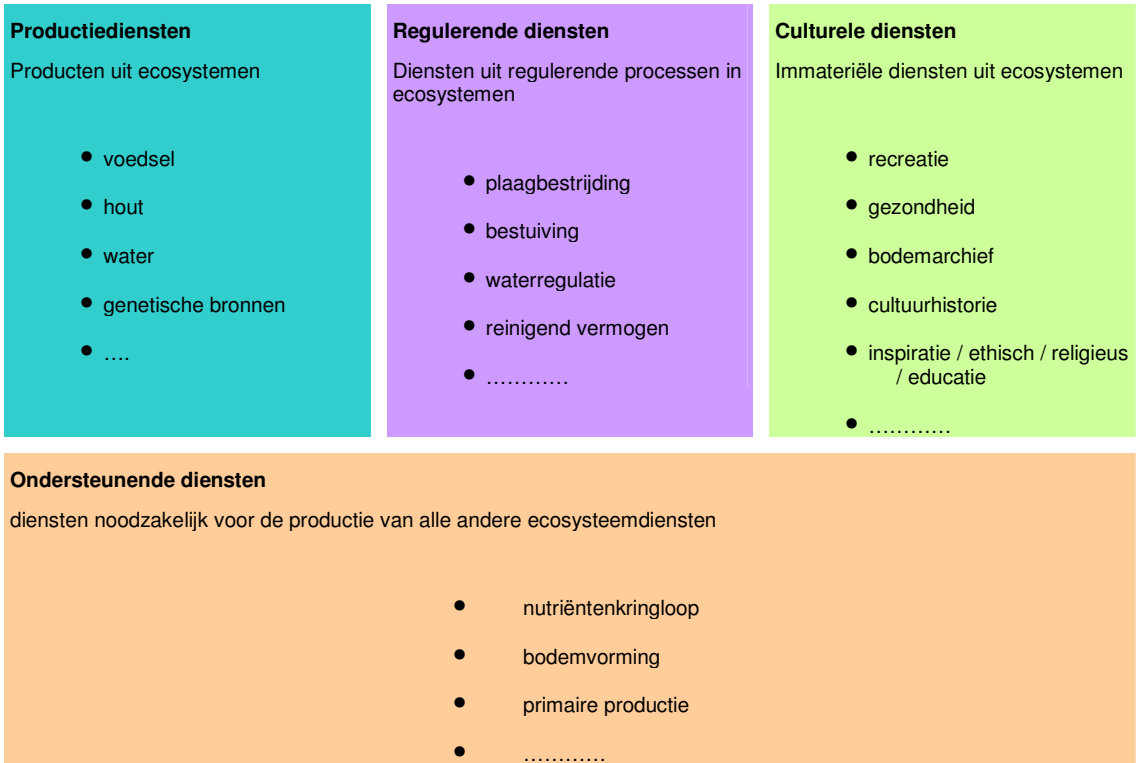 Productiediensten
Producten uit ecosystemen
• voedsel
• hout
• water
• genetische bronnen
• ….
Regulerende diensten
Diensten uit regulerende processen in
ecosystemen
• plaagbestrijding
• bestuiving
• waterregulatie
• reinigend vermogen
• …………
Culturele diensten
Immateriële diensten uit ecosystemen
• recreatie
• gezondheid
• bodemarchief
• cultuurhistorie
• inspiratie / ethisch / religieus
/ educatie
• …………
Ondersteunende diensten
diensten noodzakelijk voor de productie van alle andere ecosysteemdiensten
• nutriëntenkringloop
• bodemvorming
• primaire productie
• …………